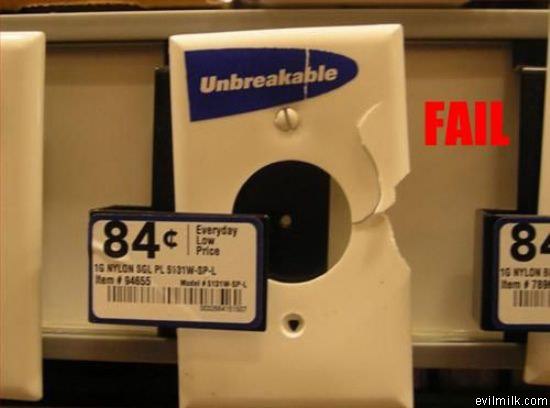 Unbreakable
FAIL
84¢
Everyday
Low
Price
1G NYLON SGL PL 5131W-SP-L
Item # 94655
Model # 5131W-SP-L
84
1G NYLON
Item # 789
evilmilk.com